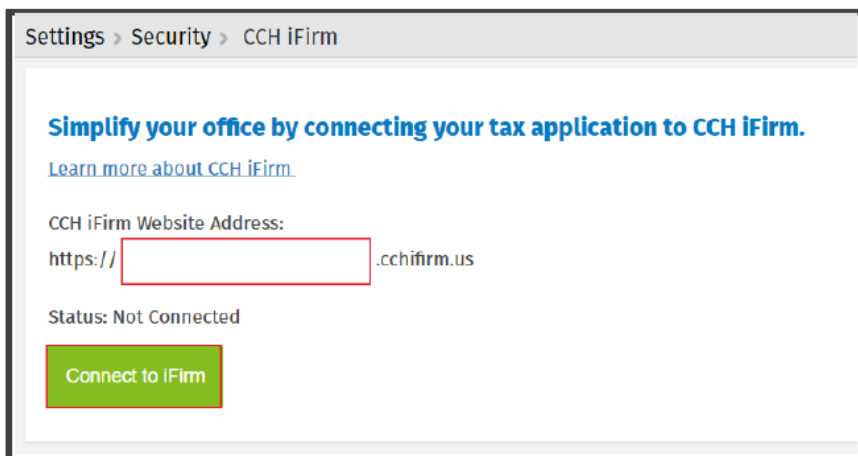 Settings > Security > CCH iFirm
Simplify your office by connecting your tax application to CCH iFirm.
Learn more about CCH iFirm
CCH iFirm Website Address:
https:// .cchifirm.us
Status: Not Connected
Connect to iFirm